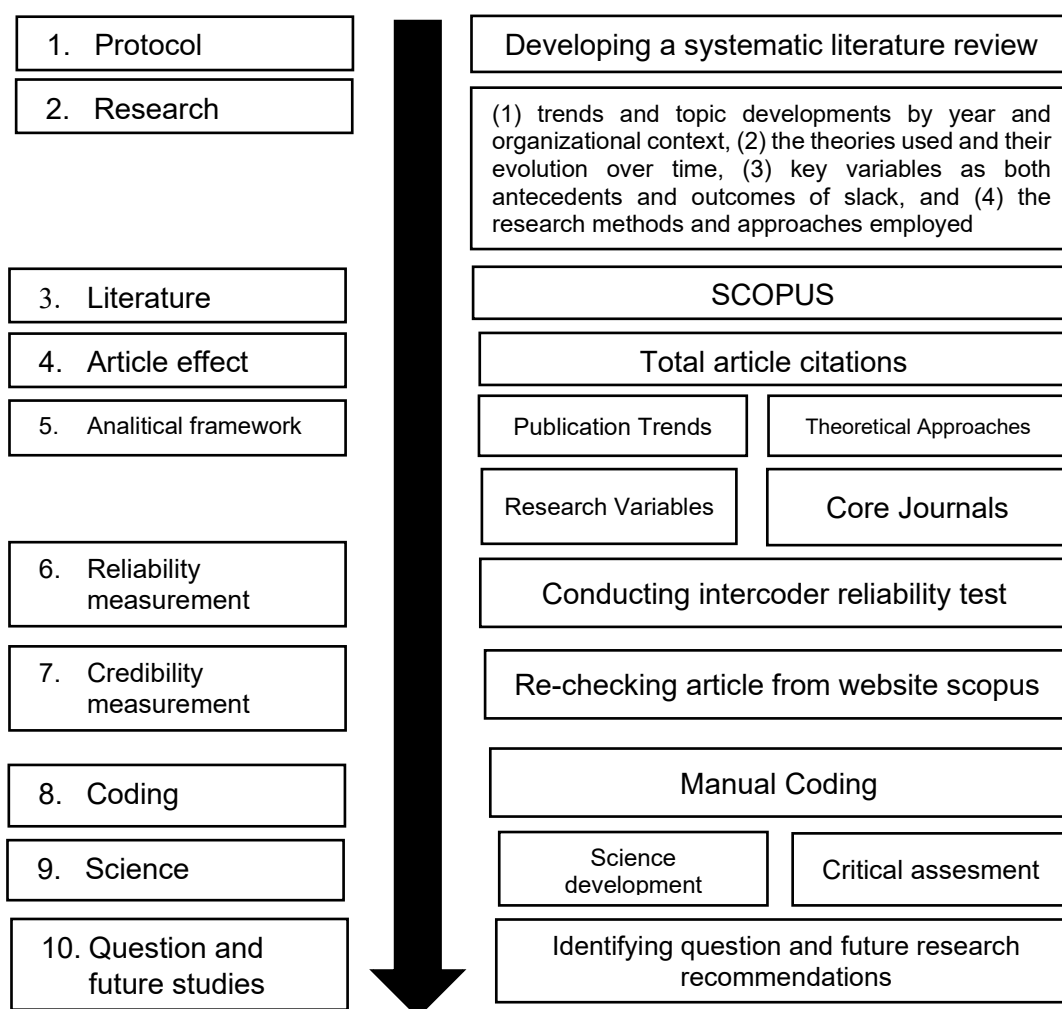 1. Protocol
Developing a systematic literature review
2. Research
(1) trends and topic developments by year and
organizational context, (2) the theories used and their
evolution over time, (3) key variables as both
antecedents and outcomes of slack, and (4) the
research methods and approaches employed
3. Literature
SCOPUS
4. Article effect
Total article citations
5. Analitical framework
Publication Trends
Theoretical Approaches
Research Variables
Core Journals
6. Reliability
measurement
Conducting intercoder reliability test
7. Credibility
measurement
Re-checking article from website scopus
8. Coding
Manual Coding
9. Science
Science
development
Critical assesment
10. Question and
future studies
Identifying question and future research
recommendations